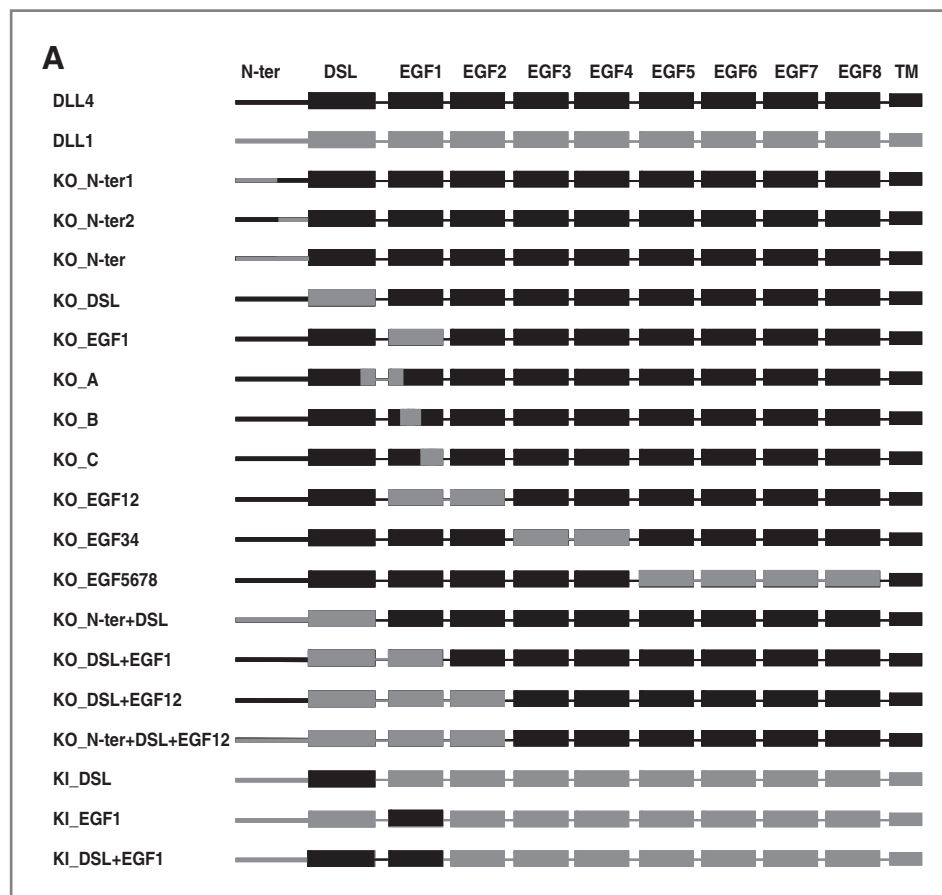 A
N-ter DSL EGF1 EGF2 EGF3 EGF4 EGF5 EGF6 EGF7 EGF8 TM
DLL4
DLL1
KO_N-ter1
KO_N-ter2
KO_N-ter
KO_DSL
KO_EGF1
KO_A
KO_B
KO_C
KO_EGF12
KO_EGF34
KO_EGF5678
KO_N-ter+DSL
KO_DSL+EGF1
KO_DSL+EGF12
KO_N-ter+DSL+EGF12
KI_DSL
KI_EGF1
KI_DSL+EGF1